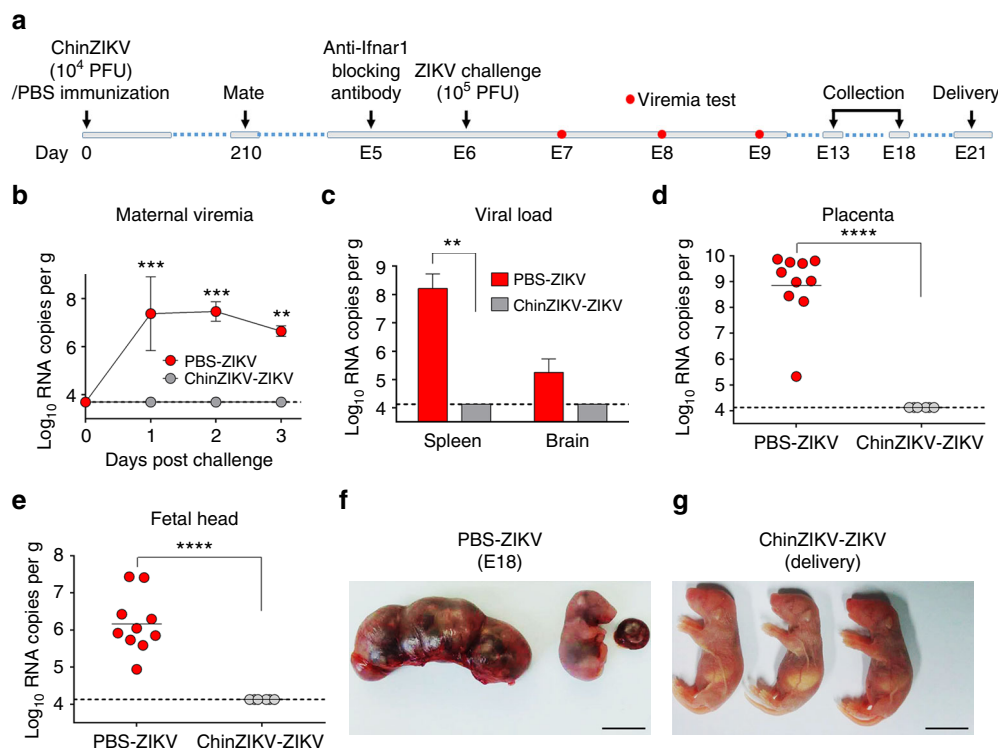 a
ChinZIKV
(10⁴ PFU)
/PBS immunization
Mate
Anti-Ifnar1
blocking
antibody
ZIKV challenge
(10⁵ PFU)
Viremia test
Collection
Delivery
Day 0 210 E5 E6 E7 E8 E9 E13 E18 E21
b
Maternal viremia
Log₁₀ RNA copies per g
8
6
4
***
***
**
PBS-ZIKV
ChinZIKV-ZIKV
0 1 2 3
Days post challenge
c
Viral load
Log₁₀ RNA copies per g
9
8
7
6
5
4
**
PBS-ZIKV
ChinZIKV-ZIKV
Spleen Brain
d
Placenta
Log₁₀ RNA copies per g
10
9
8
7
6
5
4
****
PBS-ZIKV ChinZIKV-ZIKV
e
Fetal head
Log₁₀ RNA copies per g
8
7
6
5
4
****
PBS-ZIKV ChinZIKV-ZIKV
f
PBS-ZIKV
(E18)
g
ChinZIKV-ZIKV
(delivery)